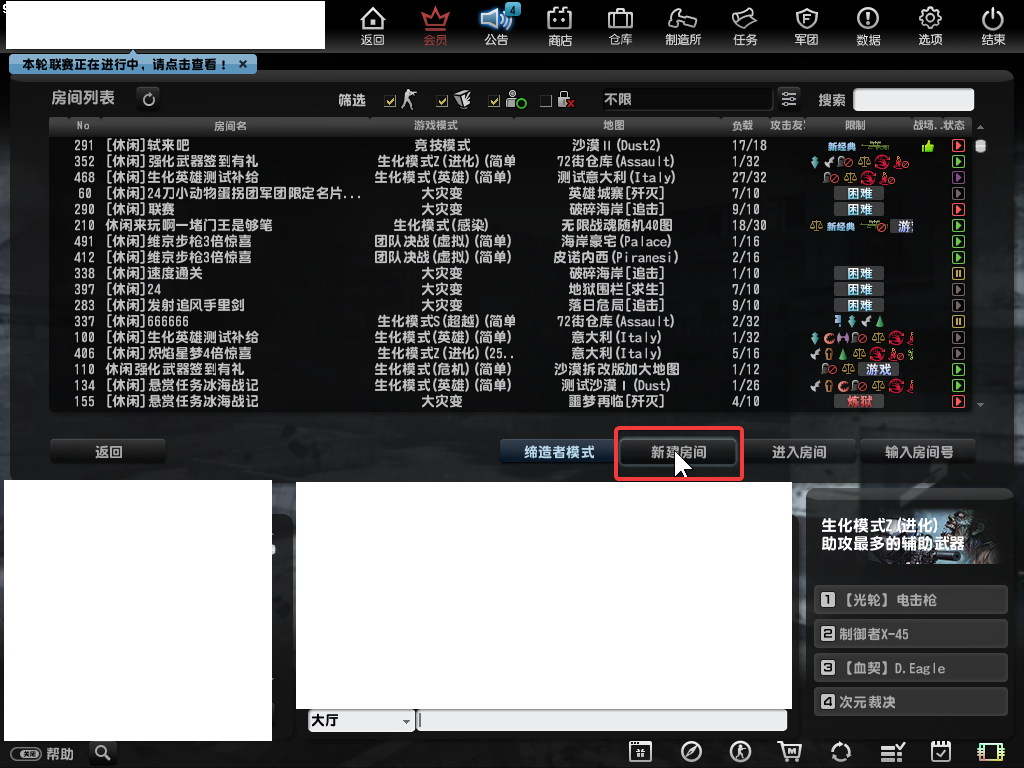 返回 会员 公告 4 商店 仓库 制造所 任务 军团 数据 选项 结束
本轮联赛正在进行中,请点击查看! ×
房间列表 筛选 不限 搜索
No 房间名 游戏模式 地图 负载 攻击友 限制 战场.. 状态
291 [休闲]轼来吧 竞技模式 沙漠Ⅱ(Dust2) 17/18 新经典
352 [休闲]强化武器签到有礼 生化模式Z(进化)(简单 72街仓库(Assault) 1/32
468 [休闲]生化英雄测试补给 生化模式(英雄)(简单) 测试意大利(Italy) 27/32
60 [休闲]24刀小动物蛋拐团军团限定名片... 大灾变 英雄城寨[歼灭] 7/10 困难
290 [休闲]联赛 大灾变 破碎海岸[追击] 9/10 困难
210 休闲来玩啊一堵门王是够笔 生化模式(感染) 无限战魂随机40图 18/30 新经典 游
491 [休闲]维京步枪3倍惊喜 团队决战(虚拟)(简单) 海岸豪宅(Palace) 1/16
412 [休闲]维京步枪3倍惊喜 团队决战(虚拟)(简单) 皮诺内西(Piranesi) 2/16
338 [休闲]速度通关 大灾变 破碎海岸[追击] 1/10 困难
397 [休闲]24 大灾变 地狱围栏[求生] 7/10 困难
283 [休闲]发射追风手里剑 大灾变 落日危局[追击] 9/10 困难
337 [休闲]666666 生化模式S(超越)(简单 72街仓库(Assault) 2/32
100 [休闲]生化英雄测试补给 生化模式(英雄)(简单) 意大利(Italy) 1/32
406 [休闲]炽焰星梦4倍惊喜 生化模式Z(进化)(25.. 意大利(Italy) 5/16
110 休闲强化武器签到有礼 生化模式(危机)(简单) 沙漠拆改版加大地图 1/12 游戏
134 [休闲]悬赏任务冰海战记 生化模式(英雄)(简单) 测试沙漠Ⅰ(Dust) 1/26
155 [休闲]悬赏任务冰海战记 大灾变 噩梦再临[歼灭] 4/10 炼狱
返回 缔造者模式 新建房间 进入房间 输入房间号
生化模式Z(进化)
助攻最多的辅助武器
1 【光轮】电击枪
2 制御者X-45
3 【血契】D.Eagle
4 次元裁决
大厅
帮助